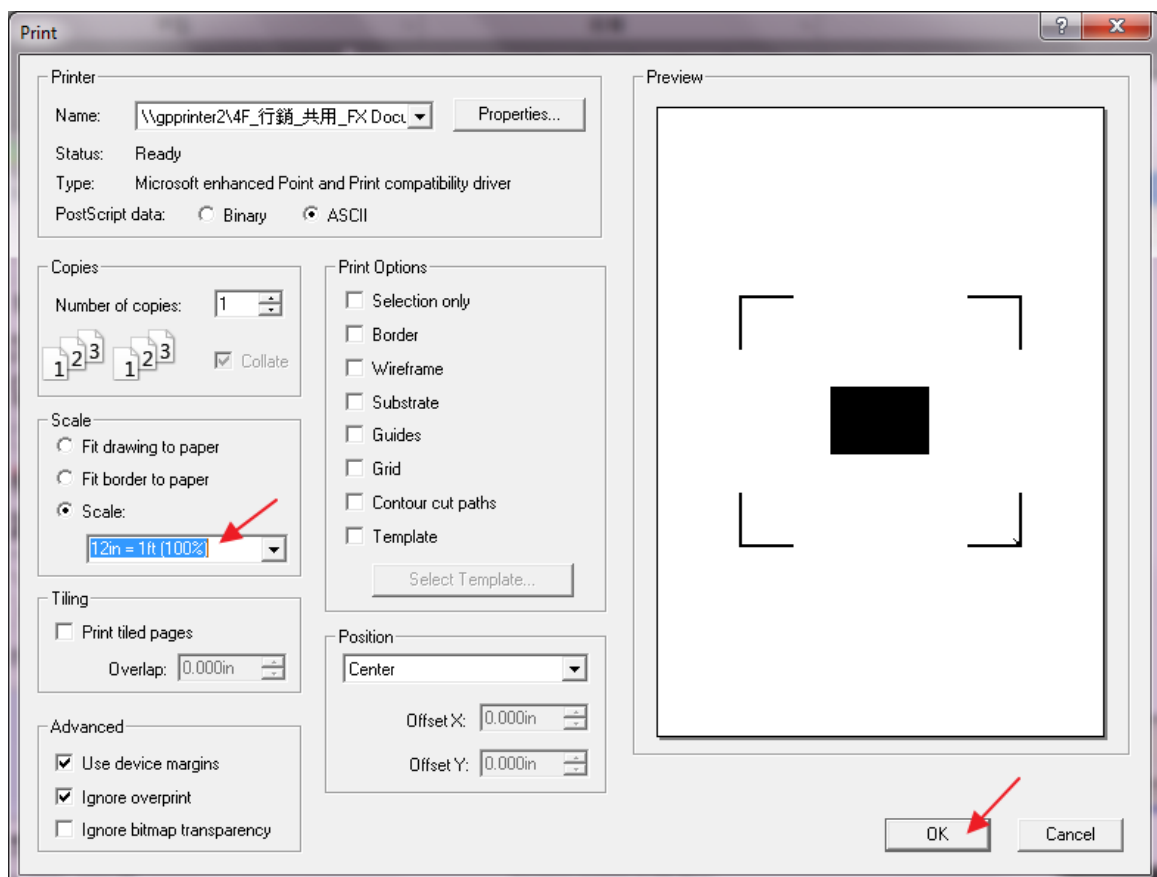 Print
Printer
Name: \\gpprinter2\4F_行銷_共用_FX Docu
Properties...
Status: Ready
Type: Microsoft enhanced Point and Print compatibility driver
PostScript data: Binary ASCII
Copies
Number of copies: 1
1 2 3 1 2 3
Collate
Scale
Fit drawing to paper
Fit border to paper
Scale:
12in = 1ft (100%)
Tiling
Print tiled pages
Overlap: 0.000in
Advanced
Use device margins
Ignore overprint
Ignore bitmap transparency
Print Options
Selection only
Border
Wireframe
Substrate
Guides
Grid
Contour cut paths
Template
Select Template...
Position
Center
Offset X: 0.000in
Offset Y: 0.000in
Preview
OK
Cancel